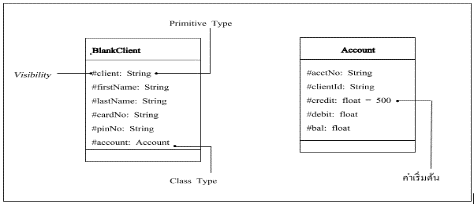 Primitive Type
BlankClient
Visibility
#client: String
#firstName: String
#lastName: String
#cardNo: String
#pinNo: String
#account: Account
Class Type
Account
#acctNo: String
#clientId: String
#credit: float = 500
#debit: float
#bal: float
ค่าเริ่มต้น